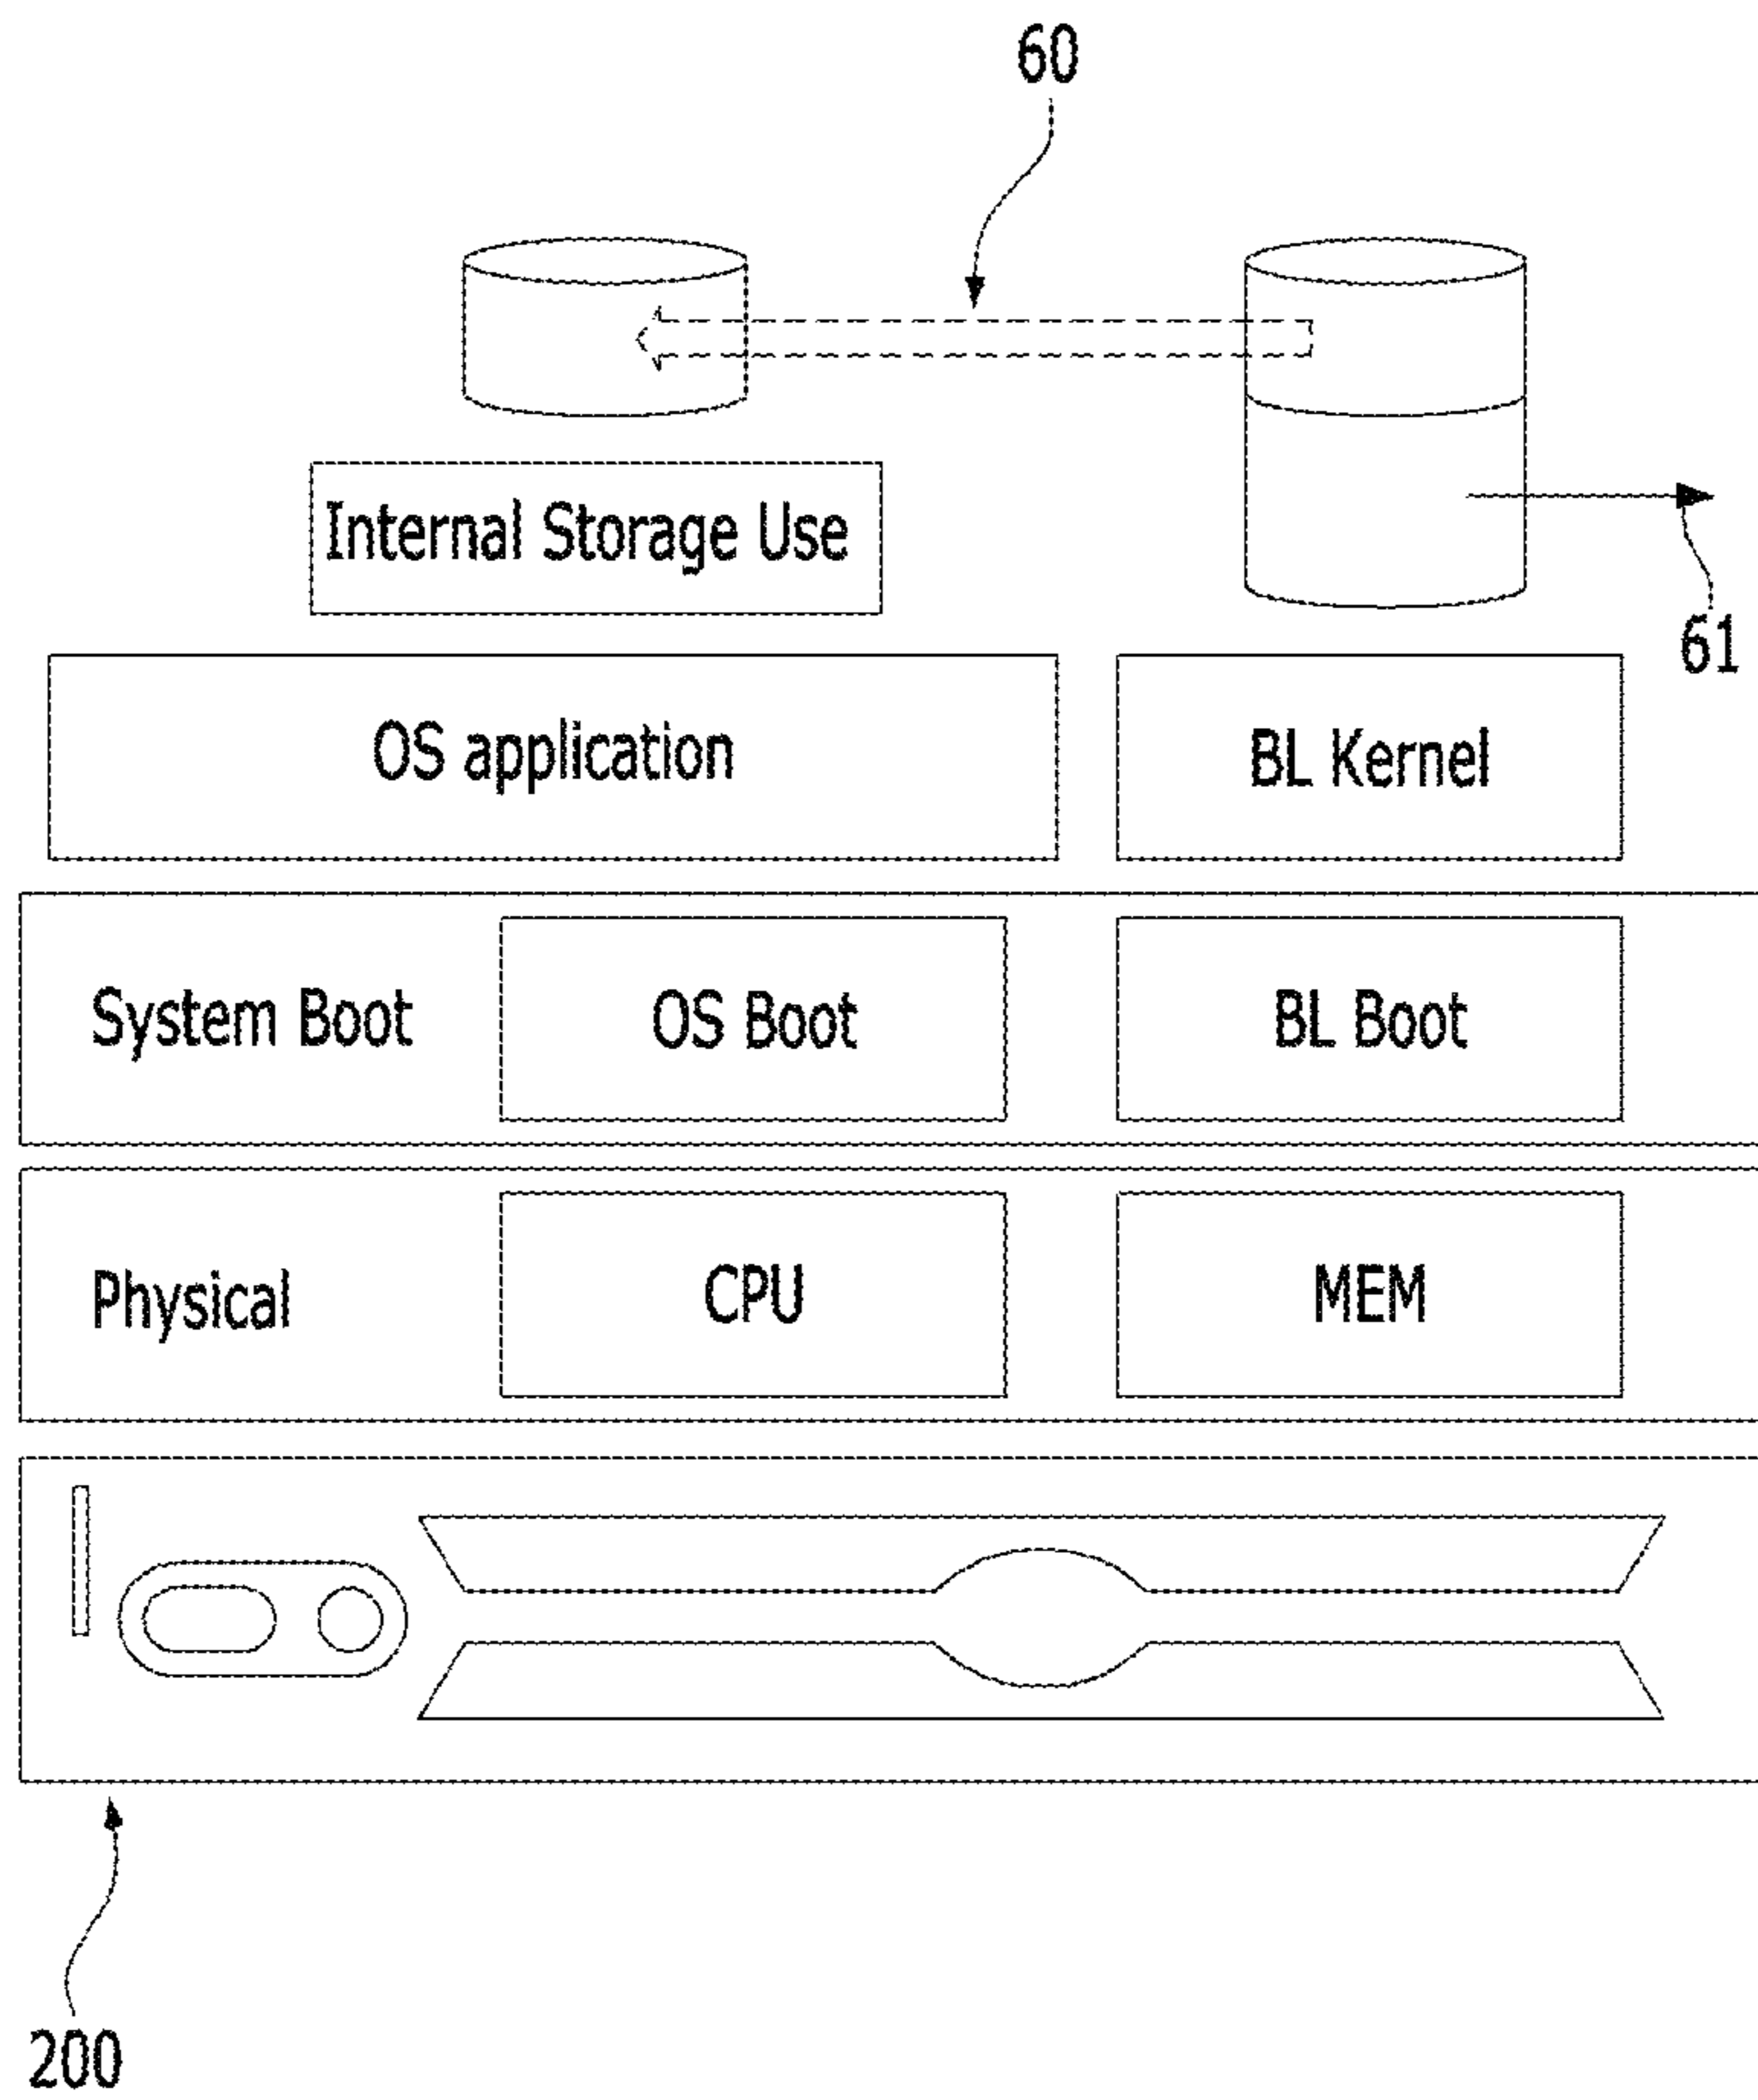 60
Internal Storage Use
61
OS application
BL Kernel
System Boot
OS Boot
BL Boot
Physical
CPU
MEM
200